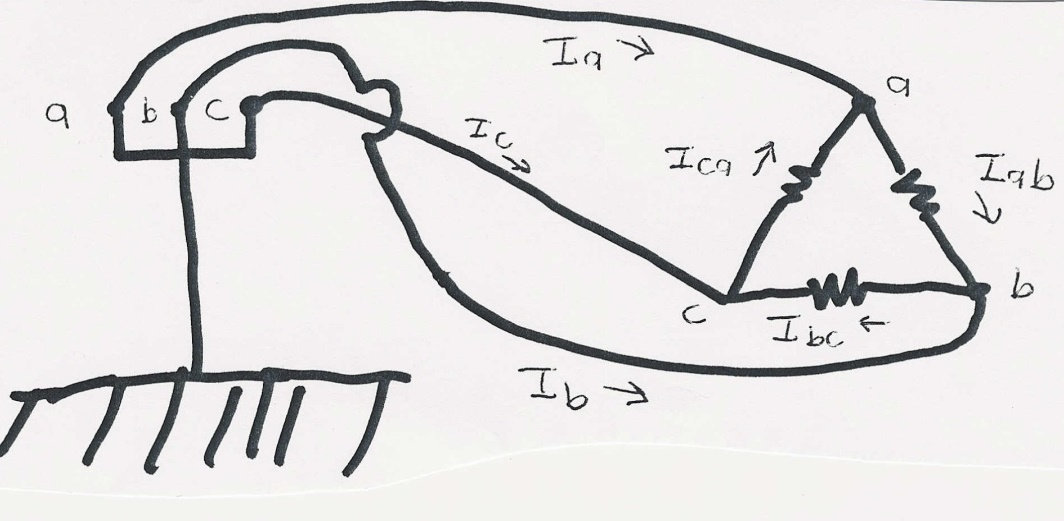 Ia →
a
a b c
Ic →
Ica ↗
Iab ↘
c
b
Ibc ←
Ib →